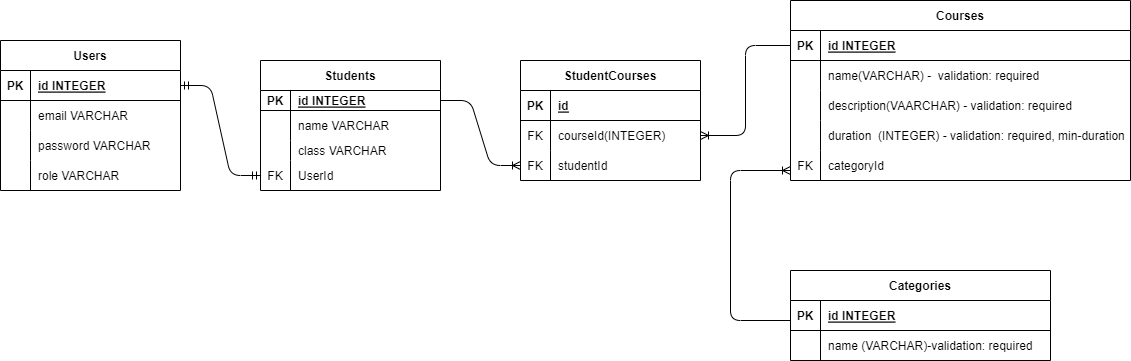 Users
PK id INTEGER
email VARCHAR
password VARCHAR
role VARCHAR
Students
PK id INTEGER
name VARCHAR
class VARCHAR
FK UserId
StudentCourses
PK id
FK courseId(INTEGER)
FK studentId
Courses
PK id INTEGER
name(VARCHAR) - validation: required
description(VAARCHAR) - validation: required
duration (INTEGER) - validation: required, min-duration
FK categoryId
Categories
PK id INTEGER
name (VARCHAR)-validation: required